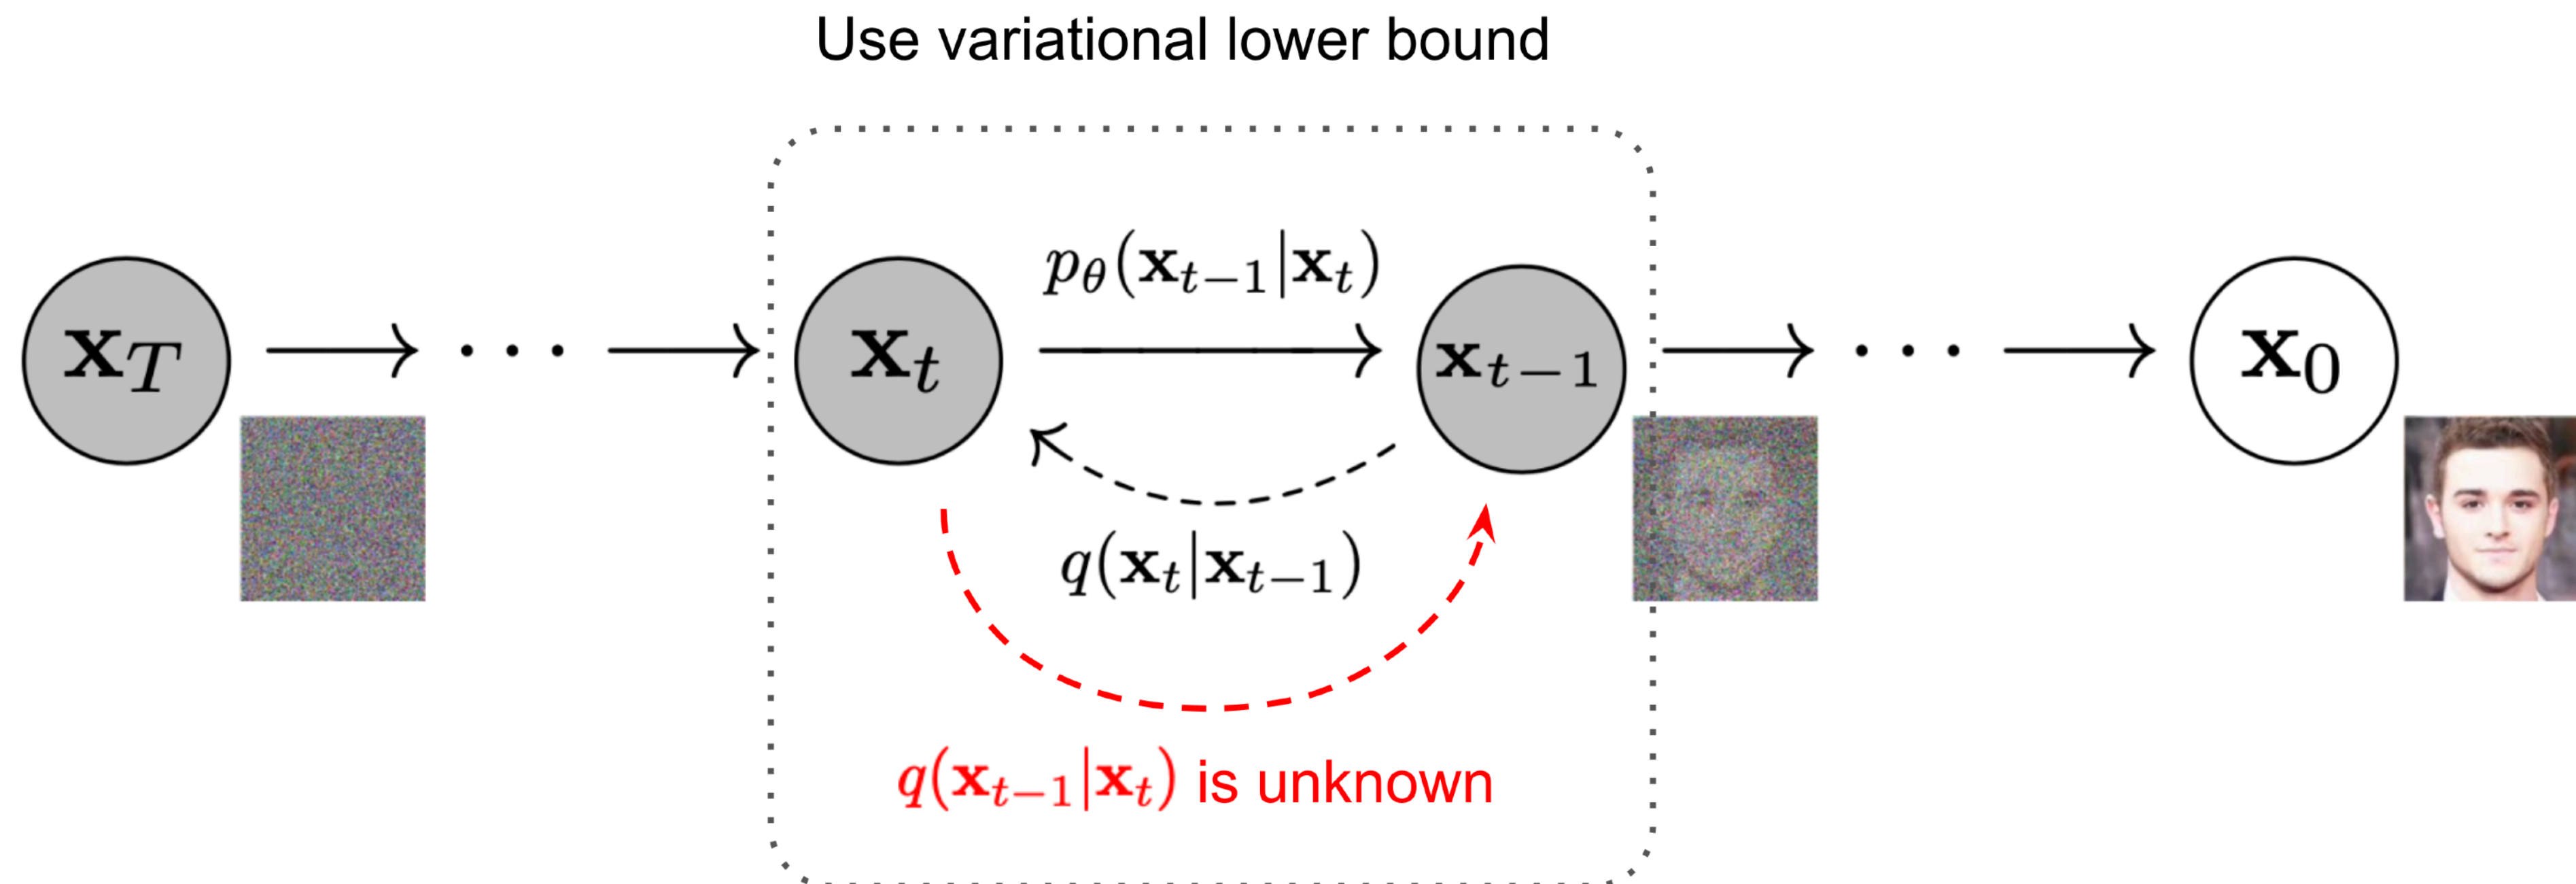 Use variational lower bound
p_θ(x_{t−1}|x_t)
x_T → · · · → x_t → x_{t−1} → · · · → x_0
q(x_t|x_{t−1})
q(x_{t−1}|x_t) is unknown